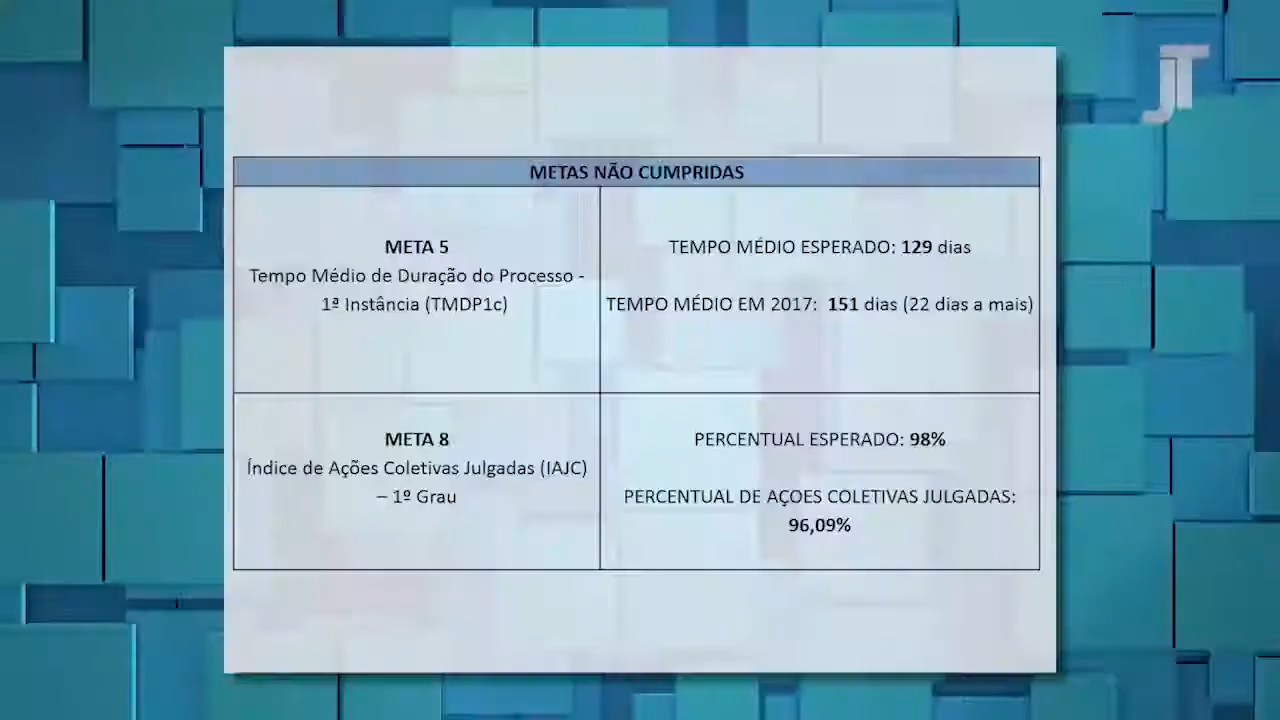 JT
METAS NÃO CUMPRIDAS
META 5
Tempo Médio de Duração do Processo -
1ª Instância (TMDP1c)
TEMPO MÉDIO ESPERADO: 129 dias
TEMPO MÉDIO EM 2017: 151 dias (22 dias a mais)
META 8
Índice de Ações Coletivas Julgadas (IAJC)
– 1º Grau
PERCENTUAL ESPERADO: 98%
PERCENTUAL DE AÇOES COLETIVAS JULGADAS:
96,09%